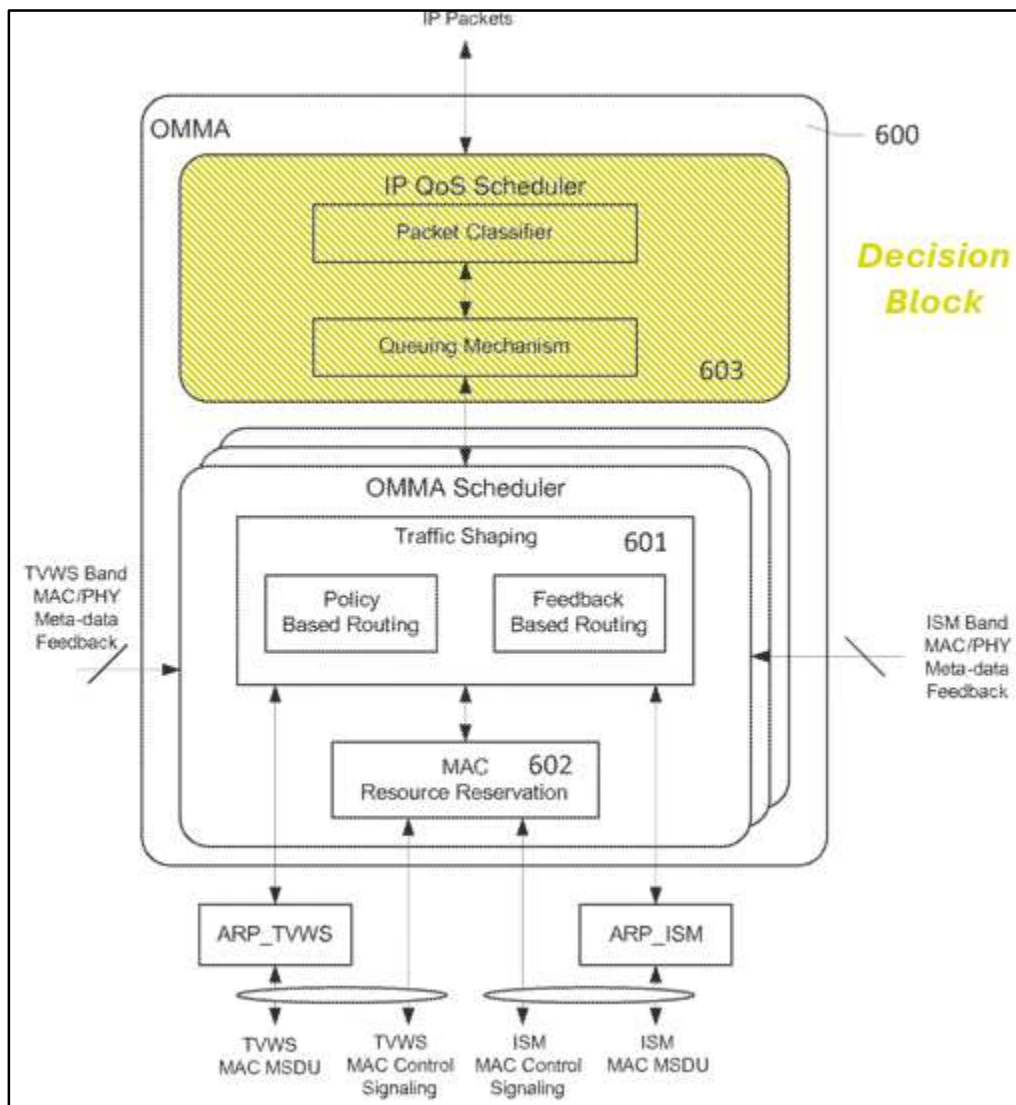 IP Packets
OMMA
600
IP QoS Scheduler
Packet Classifier
Decision
Block
Queuing Mechanism
603
OMMA Scheduler
Traffic Shaping
601
Policy
Based Routing
Feedback
Based Routing
TVWS Band
MAC/PHY
Meta-data
Feedback
ISM Band
MAC/PHY
Meta-data
Feedback
MAC
602
Resource Reservation
ARP_TVWS
ARP_ISM
TVWS
MAC MSDU
TVWS
MAC Control
Signaling
ISM
MAC Control
Signaling
ISM
MAC MSDU